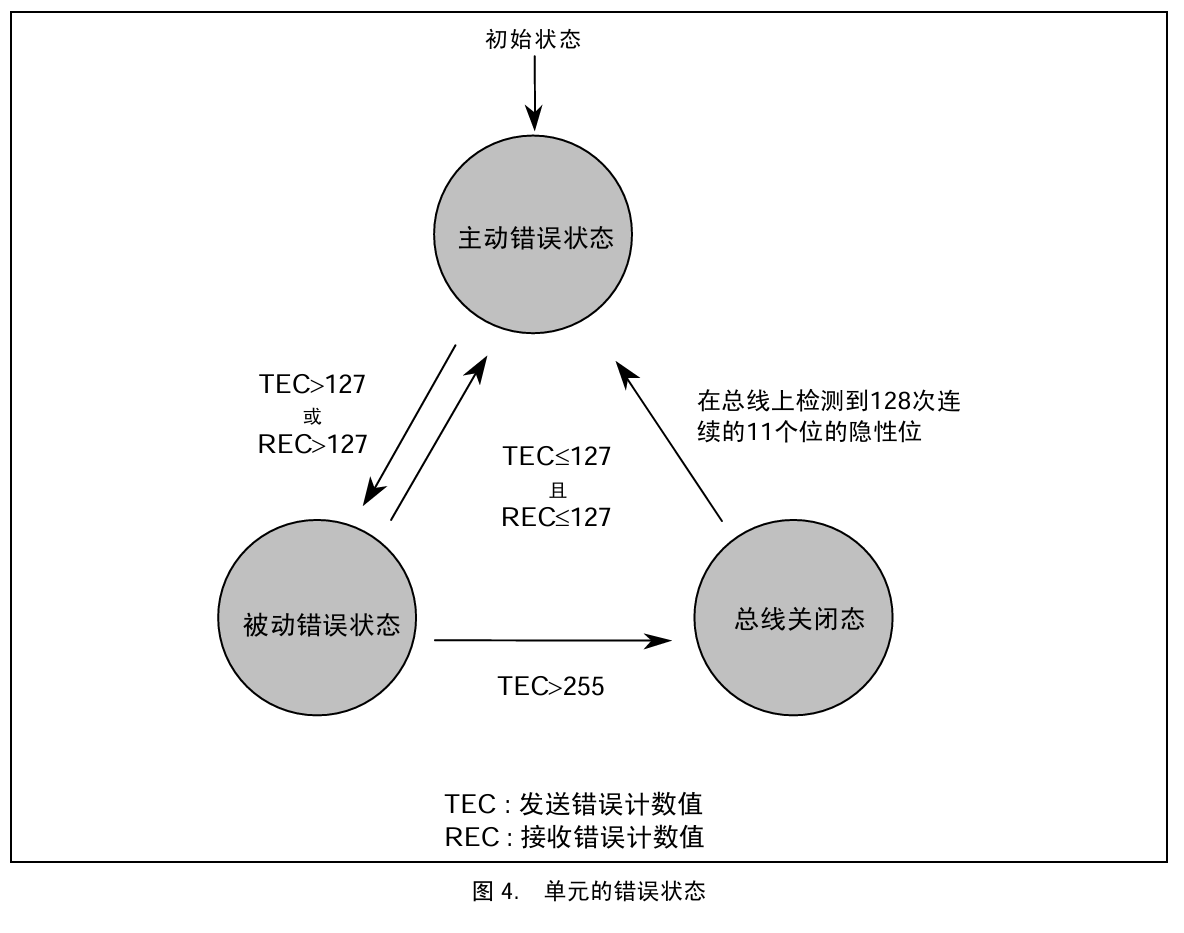 初始状态
主动错误状态
TEC>127
或
REC>127
在总线上检测到128次连
续的11个位的隐性位
TEC≤127
且
REC≤127
被动错误状态
总线关闭态
TEC>255
TEC : 发送错误计数值
REC : 接收错误计数值
图 4. 单元的错误状态